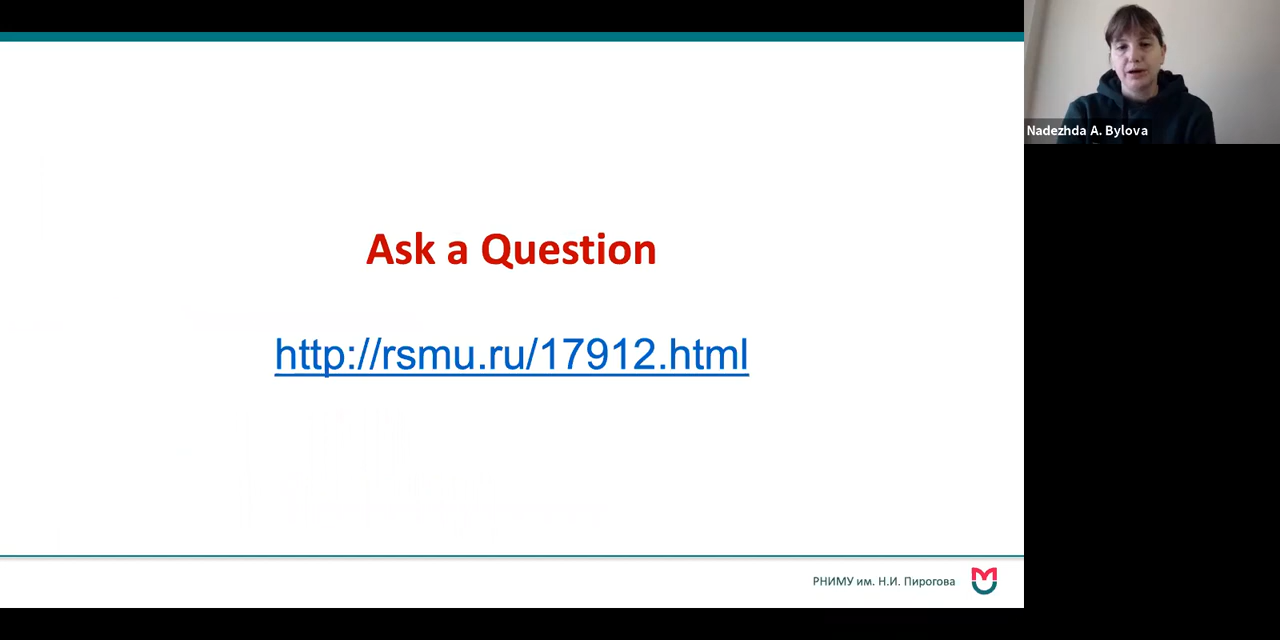 Ask a Question
http://rsmu.ru/17912.html
РНИМУ им. Н.И. Пирогова
Nadezhda A. Bylova